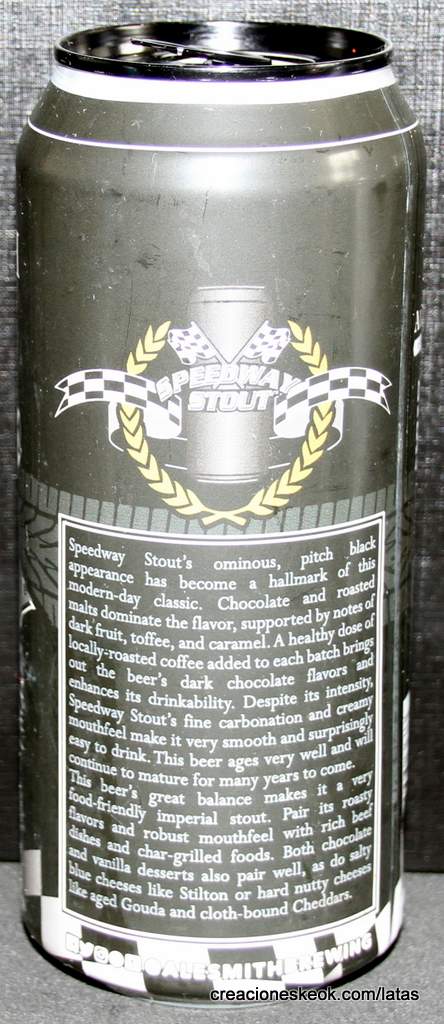 SPEEDWAY
STOUT
Speedway Stout's ominous, pitch black
appearance has become a hallmark of this
modern-day classic. Chocolate and roasted
malts dominate the flavor, supported by notes of
dark fruit, toffee, and caramel. A healthy dose of
locally-roasted coffee added to each batch brings
out the beer's dark chocolate flavors and
enhances its drinkability. Despite its intensity,
Speedway Stout's fine carbonation and creamy
mouthfeel make it very smooth and surprisingly
easy to drink. This beer ages very well and will
continue to mature for many years to come.
This beer's great balance makes it a very
food-friendly imperial stout. Pair its roasty
flavors and robust mouthfeel with rich beef
dishes and char-grilled foods. Both chocolate
and vanilla desserts also pair well, as do salty
blue cheeses like Stilton or hard nutty cheeses
like aged Gouda and cloth-bound Cheddars.
@ALESMITHBREWING
creacioneskeok.com/latas